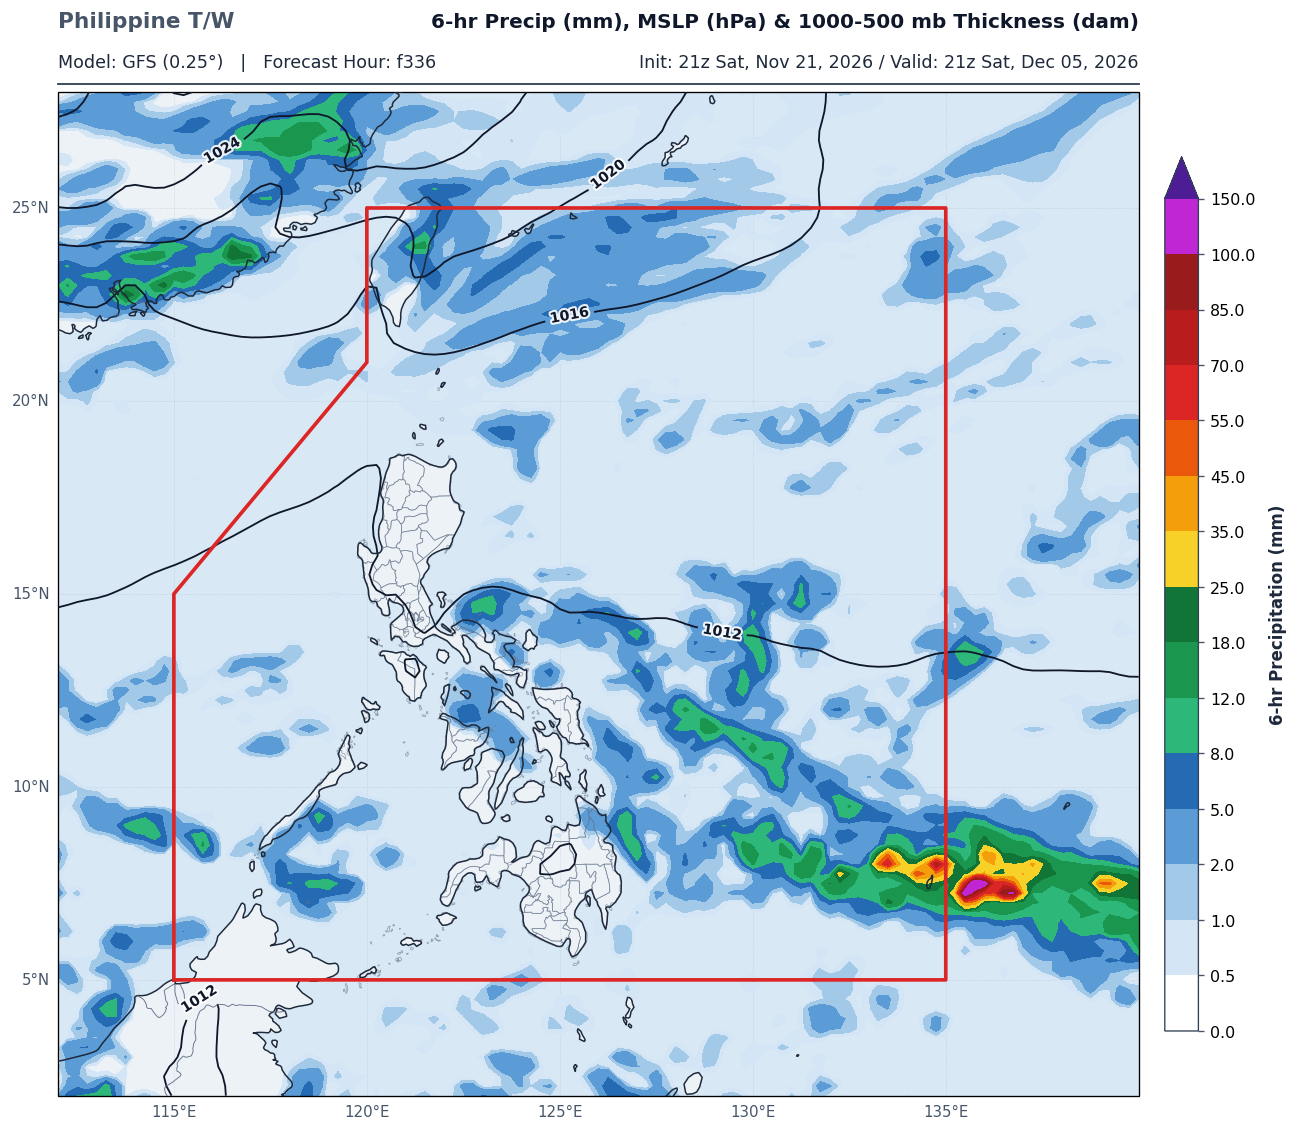 Philippine T/W
6-hr Precip (mm), MSLP (hPa) & 1000-500 mb Thickness (dam)
Model: GFS (0.25°) | Forecast Hour: f336
Init: 21z Sat, Nov 21, 2026 / Valid: 21z Sat, Dec 05, 2026
1024
1020
1016
1012
1012
25°N
20°N
15°N
10°N
5°N
115°E
120°E
125°E
130°E
135°E
150.0
100.0
85.0
70.0
55.0
45.0
35.0
25.0
18.0
12.0
8.0
5.0
2.0
1.0
0.5
0.0
6-hr Precipitation (mm)